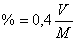 % = 0,4 V/M